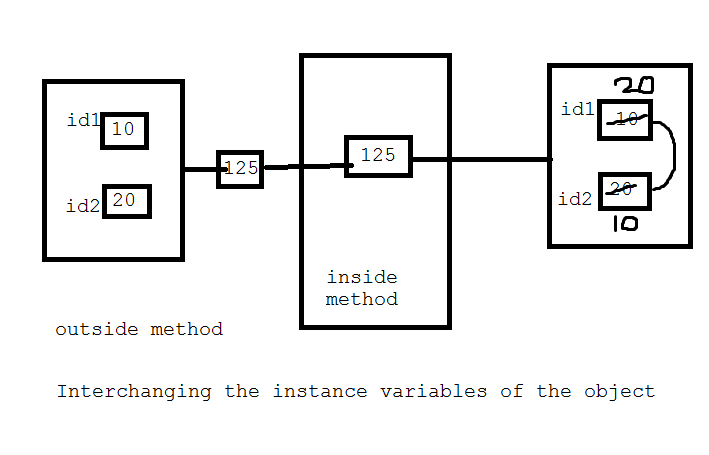 id1 10
id2 20
125
125
20
id1 10
id2 20
10
inside
method
outside method
Interchanging the instance variables of the object